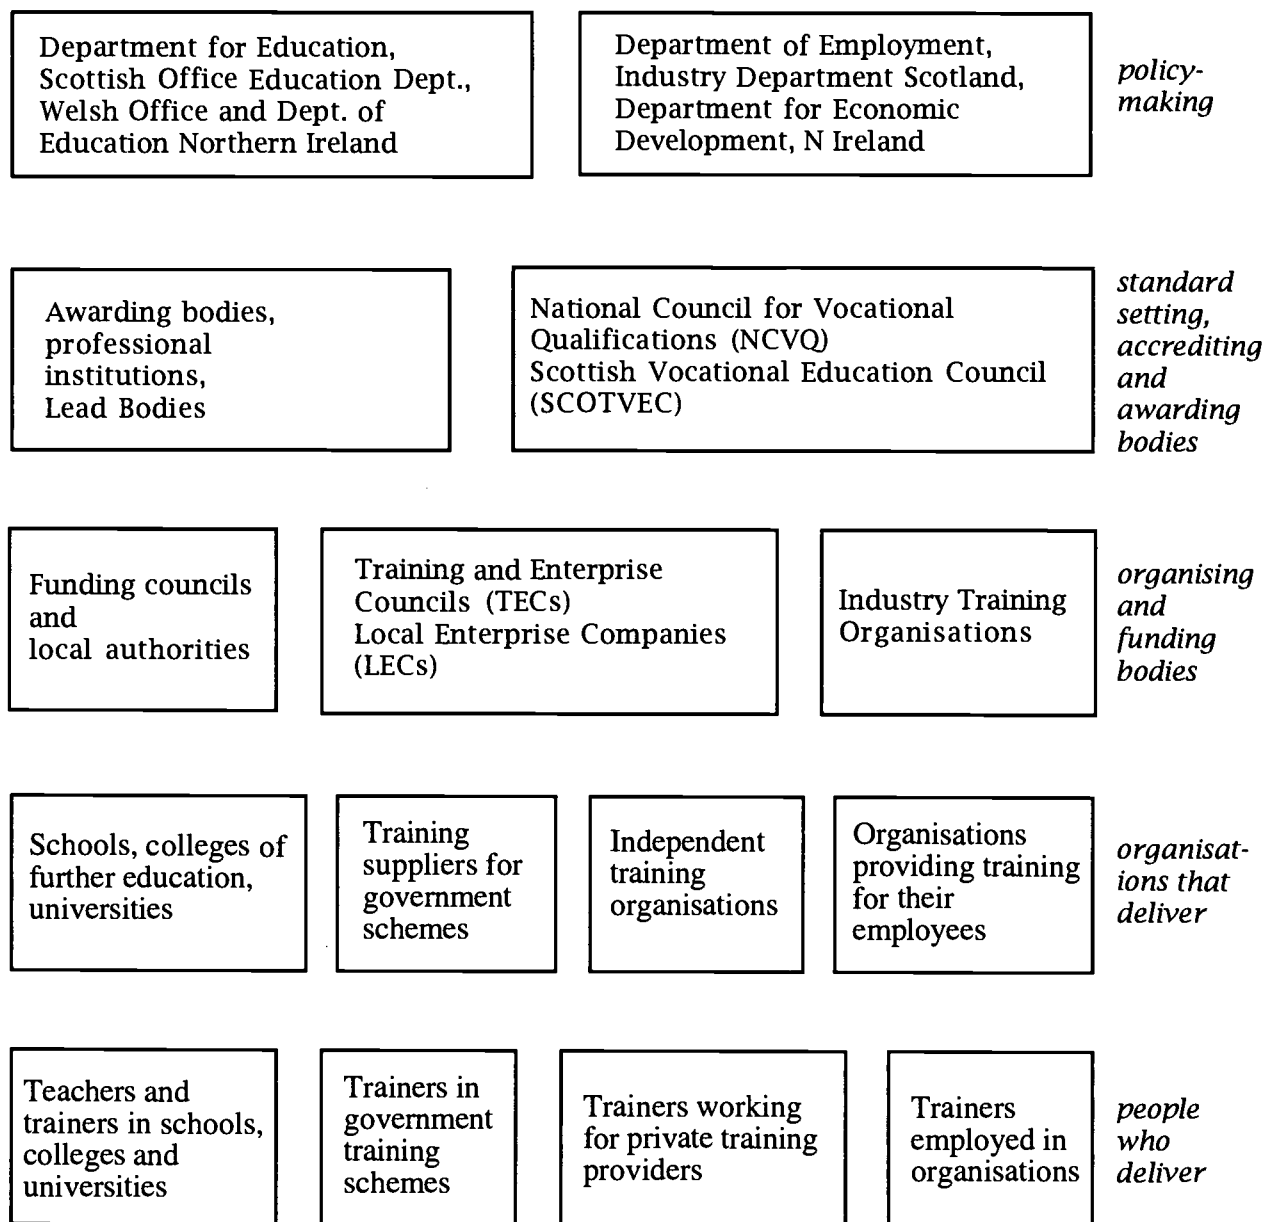 Department for Education,
Scottish Office Education Dept.,
Welsh Office and Dept. of
Education Northern Ireland
Department of Employment,
Industry Department Scotland,
Department for Economic
Development, N Ireland
policy-
making
Awarding bodies,
professional
institutions,
Lead Bodies
National Council for Vocational
Qualifications (NCVQ)
Scottish Vocational Education Council
(SCOTVEC)
standard
setting,
accrediting
and
awarding
bodies
Funding councils
and
local authorities
Training and Enterprise
Councils (TECs)
Local Enterprise Companies
(LECs)
Industry Training
Organisations
organising
and
funding
bodies
Schools, colleges of
further education,
universities
Training
suppliers for
government
schemes
Independent
training
organisations
Organisations
providing training
for their
employees
organisat-
ions that
deliver
Teachers and
trainers in schools,
colleges and
universities
Trainers in
government
training
schemes
Trainers working
for private training
providers
Trainers
employed in
organisations
people
who
deliver